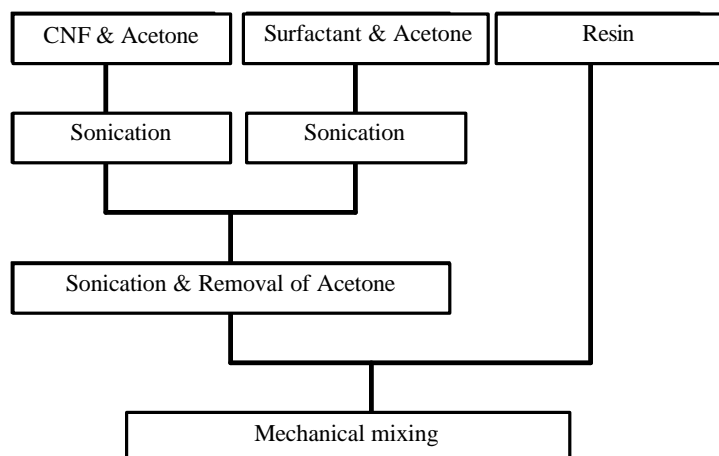 CNF & Acetone
Surfactant & Acetone
Resin
Sonication
Sonication
Sonication & Removal of Acetone
Mechanical mixing